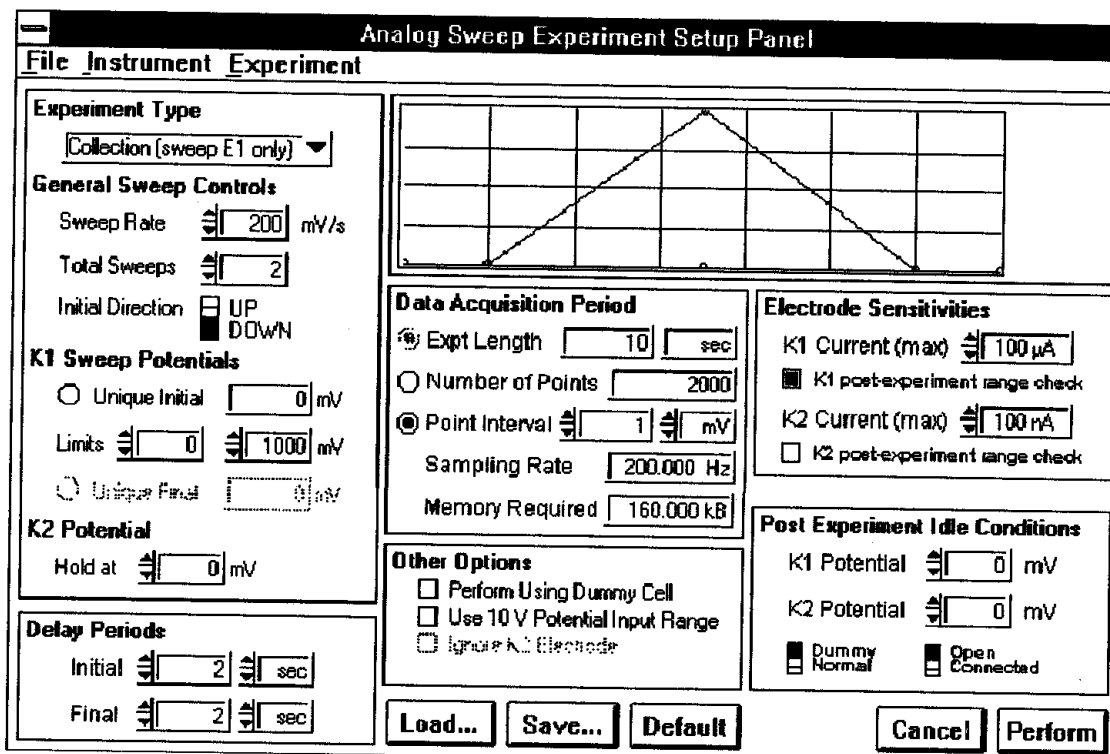 Analog Sweep Experiment Setup Panel
File Instrument Experiment
Experiment Type
Collection (sweep E1 only)
General Sweep Controls
Sweep Rate 200 mV/s
Total Sweeps 2
Initial Direction UP
DOWN
K1 Sweep Potentials
Unique Initial 0 mV
Limits 0 1000 mV
Unique Final 0 mV
K2 Potential
Hold at 0 mV
Delay Periods
Initial 2 sec
Final 2 sec
Data Acquisition Period
Expt Length 10 sec
Number of Points 2000
Point Interval 1 mV
Sampling Rate 200.000 Hz
Memory Required 160.000 kB
Other Options
Perform Using Dummy Cell
Use 10 V Potential Input Range
Ignore K2 Electrode
Electrode Sensitivities
K1 Current (max) 100 µA
K1 post-experiment range check
K2 Current (max) 100 nA
K2 post-experiment range check
Post Experiment Idle Conditions
K1 Potential 0 mV
K2 Potential 0 mV
Dummy
Normal
Open
Connected
Load... Save... Default Cancel Perform